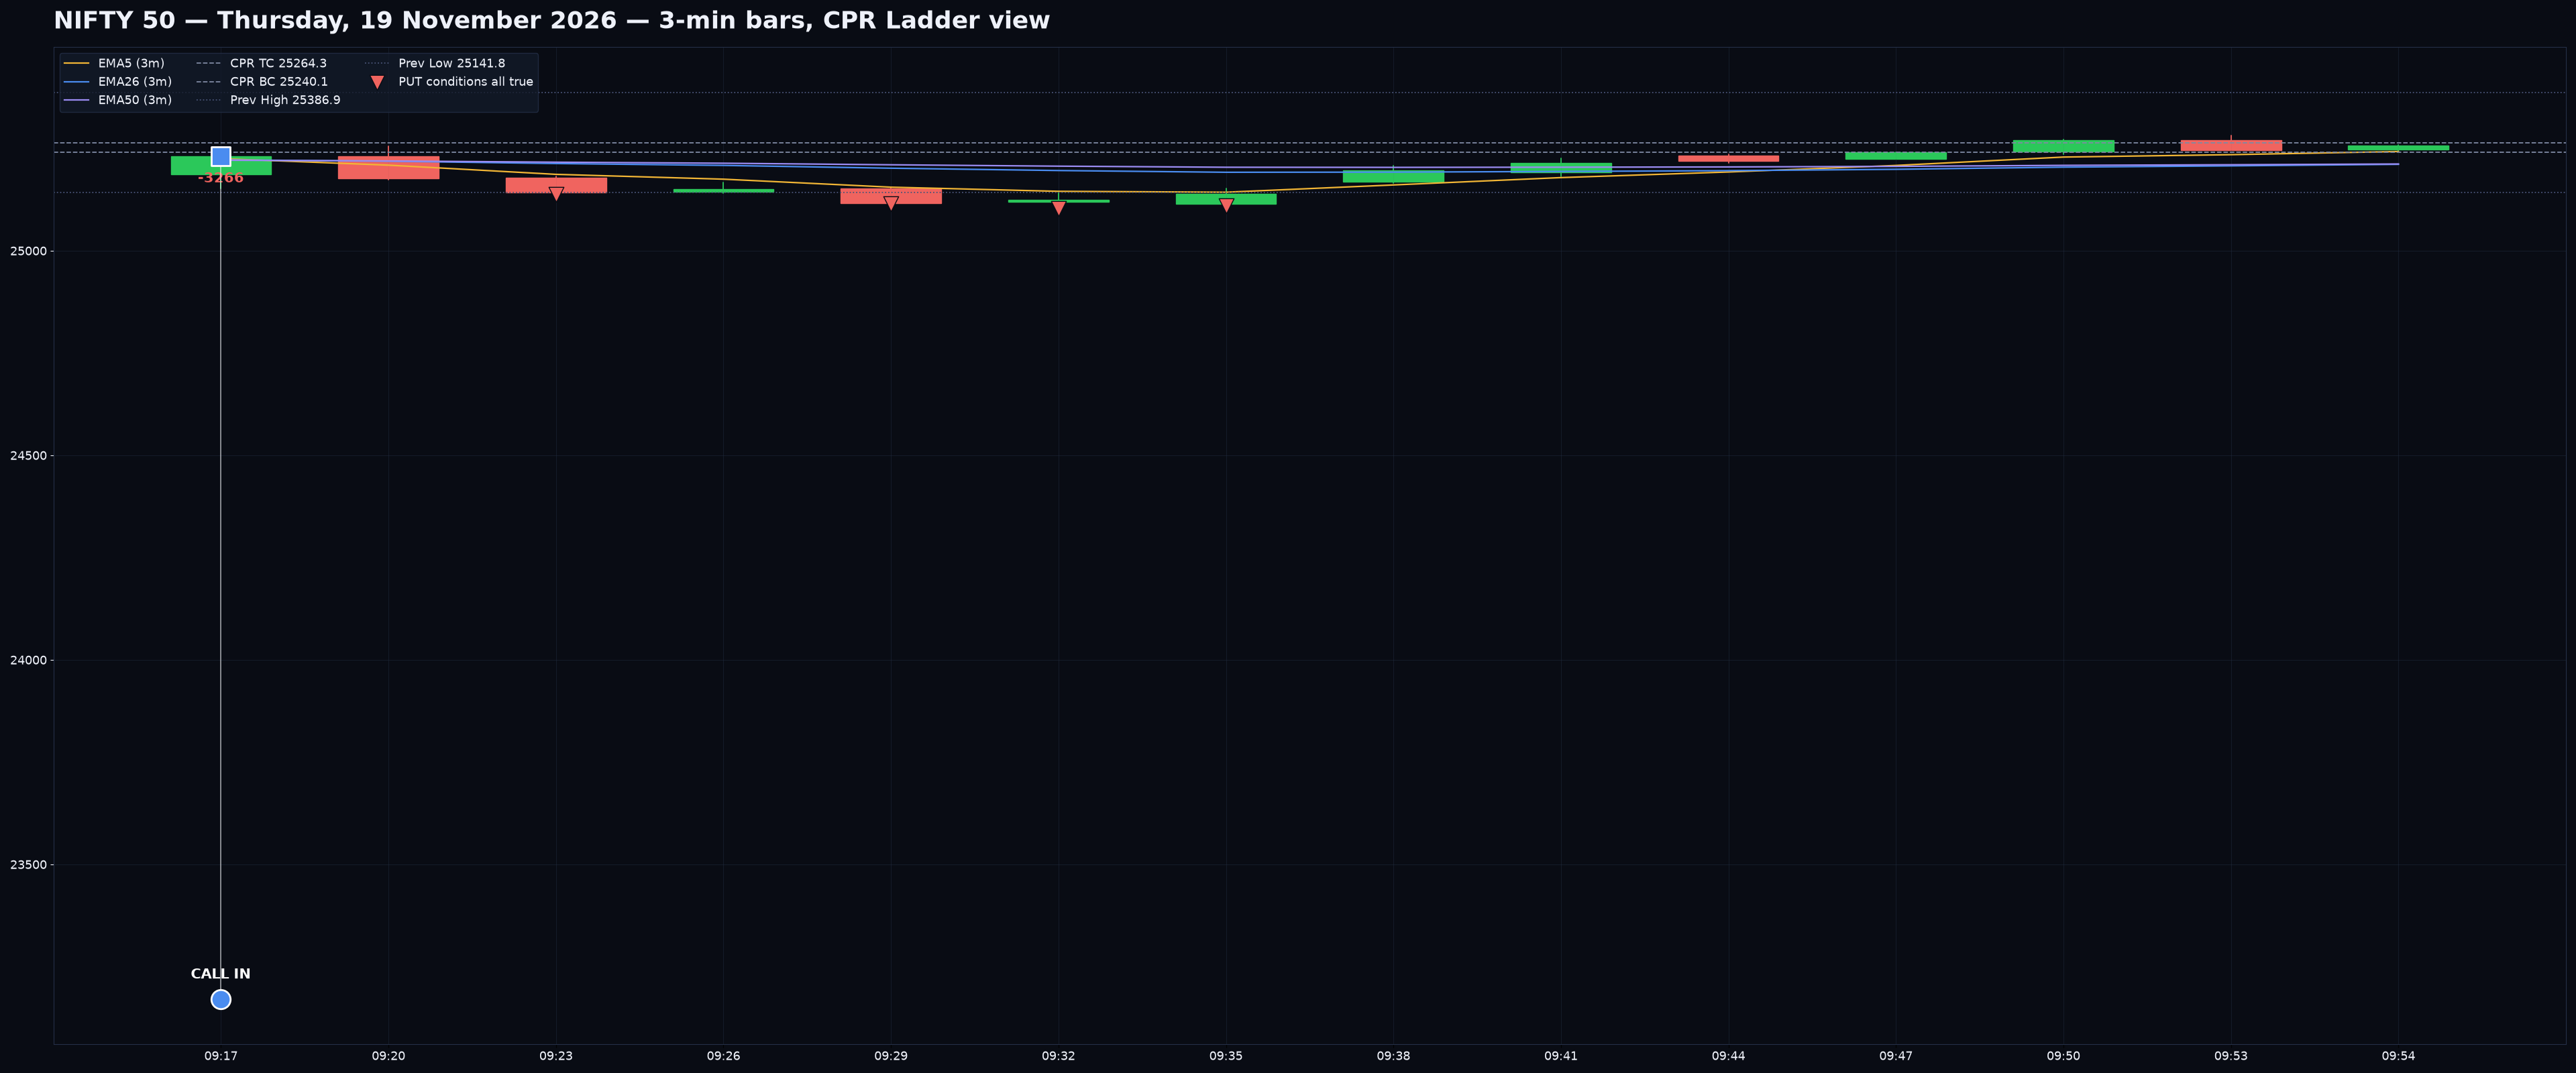 NIFTY 50 — Thursday, 19 November 2026 — 3-min bars, CPR Ladder view
EMA5 (3m)
EMA26 (3m)
EMA50 (3m)
CPR TC 25264.3
CPR BC 25240.1
Prev High 25386.9
Prev Low 25141.8
PUT conditions all true
-3266
25000
24500
24000
23500
CALL IN
09:17 09:20 09:23 09:26 09:29 09:32 09:35 09:38 09:41 09:44 09:47 09:50 09:53 09:54